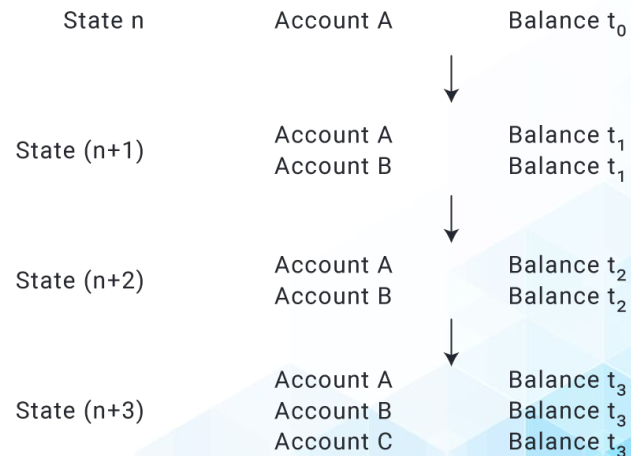 State n Account A Balance t₀
Account A Balance t₁
State (n+1)
Account B Balance t₁
Account A Balance t₂
State (n+2)
Account B Balance t₂
Account A Balance t₃
State (n+3) Account B Balance t₃
Account C Balance t₃